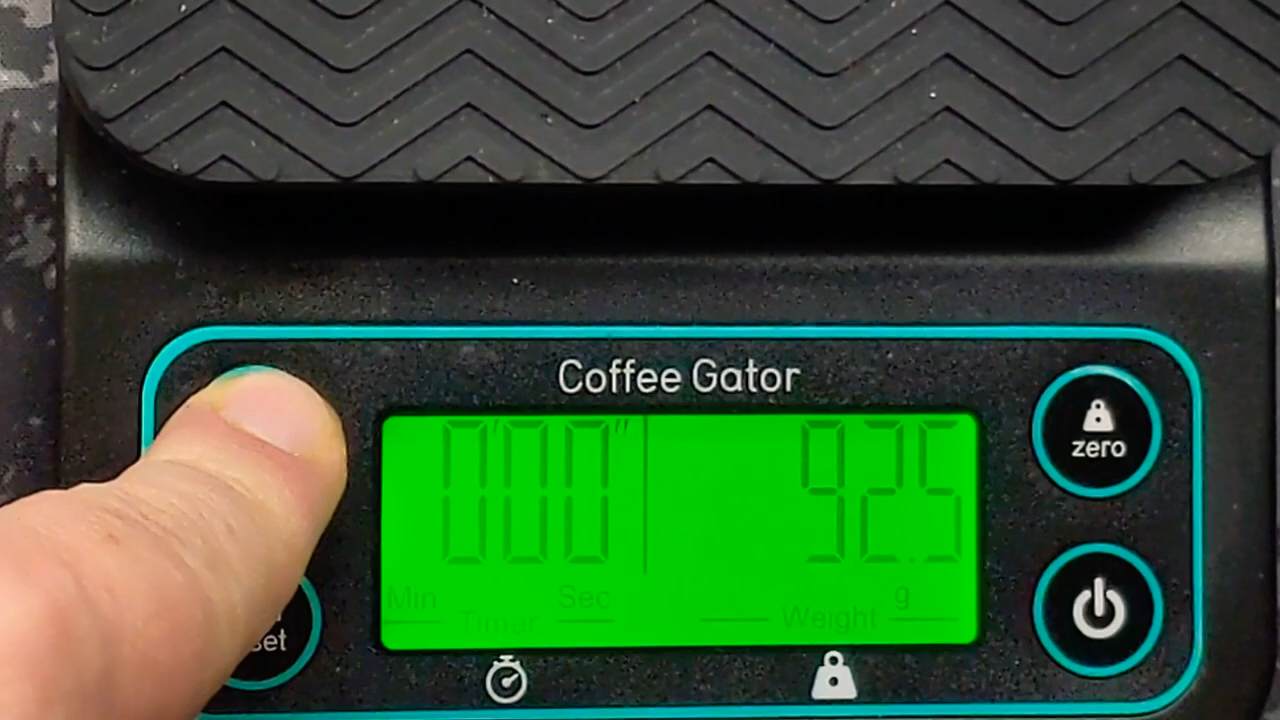 Coffee Gator
0'00" 92.5
zero
Min Sec g
Timer Weight
set